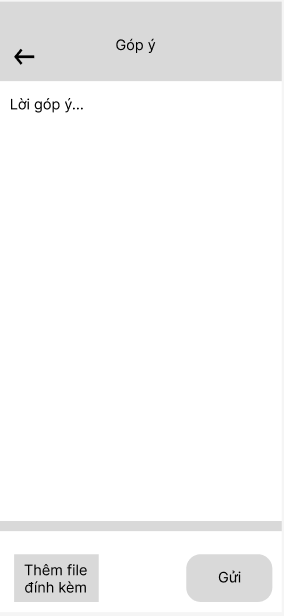 Góp ý
Lời góp ý...
Thêm file
đính kèm
Gửi